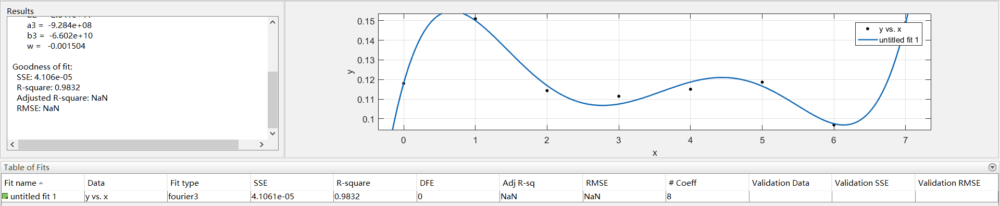 Results
a3 = -9.284e+08
b3 = -6.602e+10
w = -0.001504
Goodness of fit:
SSE: 4.106e-05
R-square: 0.9832
Adjusted R-square: NaN
RMSE: NaN
0.15
0.14
0.13
0.12
0.11
0.1
y
0 1 2 3 4 5 6 7
x
y vs. x
untitled fit 1
Table of Fits
Fit name Data Fit type SSE R-square DFE Adj R-sq RMSE # Coeff Validation Data Validation SSE Validation RMSE
untitled fit 1 y vs. x fourier3 4.1061e-05 0.9832 0 NaN NaN 8